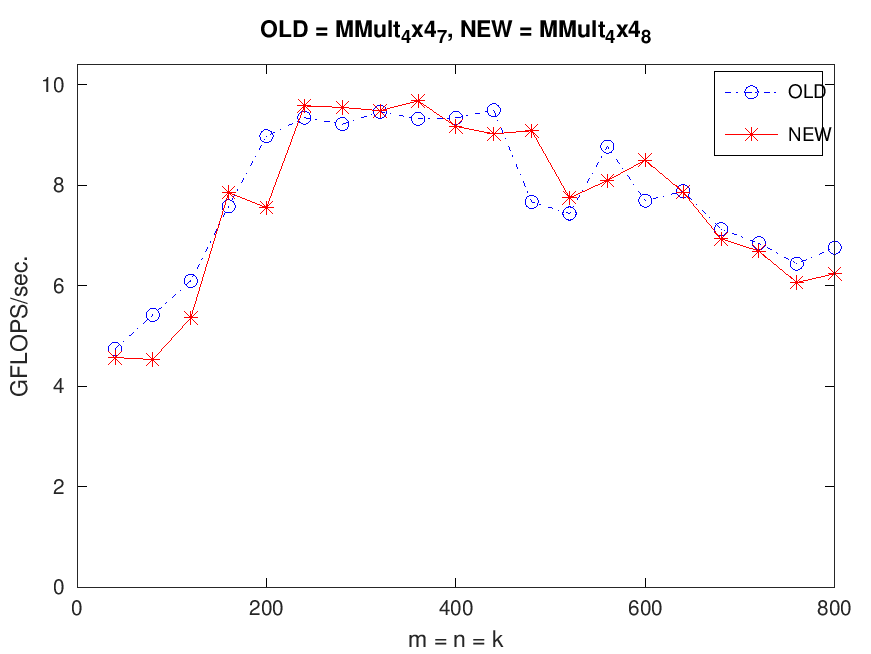 OLD = MMult4x47, NEW = MMult4x48
10
8
6
4
2
0
GFLOPS/sec.
OLD
NEW
0 200 400 600 800
m = n = k